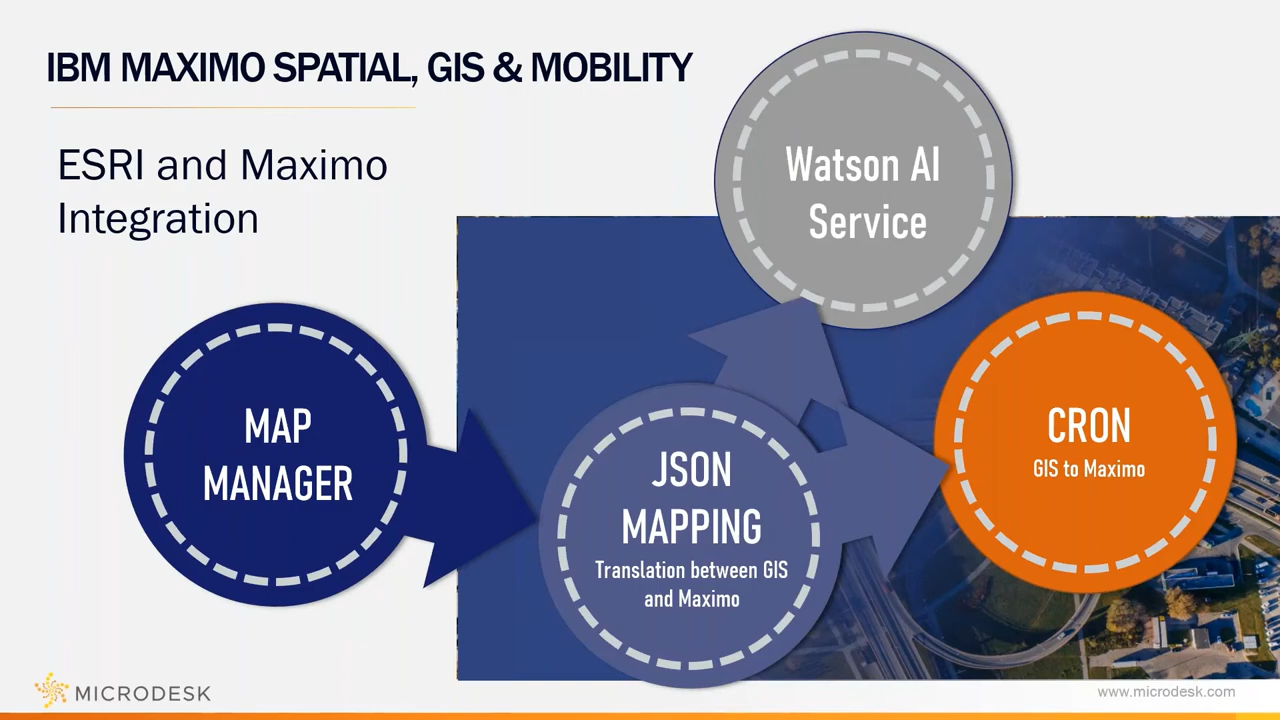 IBM MAXIMO SPATIAL, GIS & MOBILITY
ESRI and Maximo
Integration
Watson AI
Service
MAP
MANAGER
JSON
MAPPING
Translation between GIS
and Maximo
CRON
GIS to Maximo
MICRODESK
www.microdesk.com